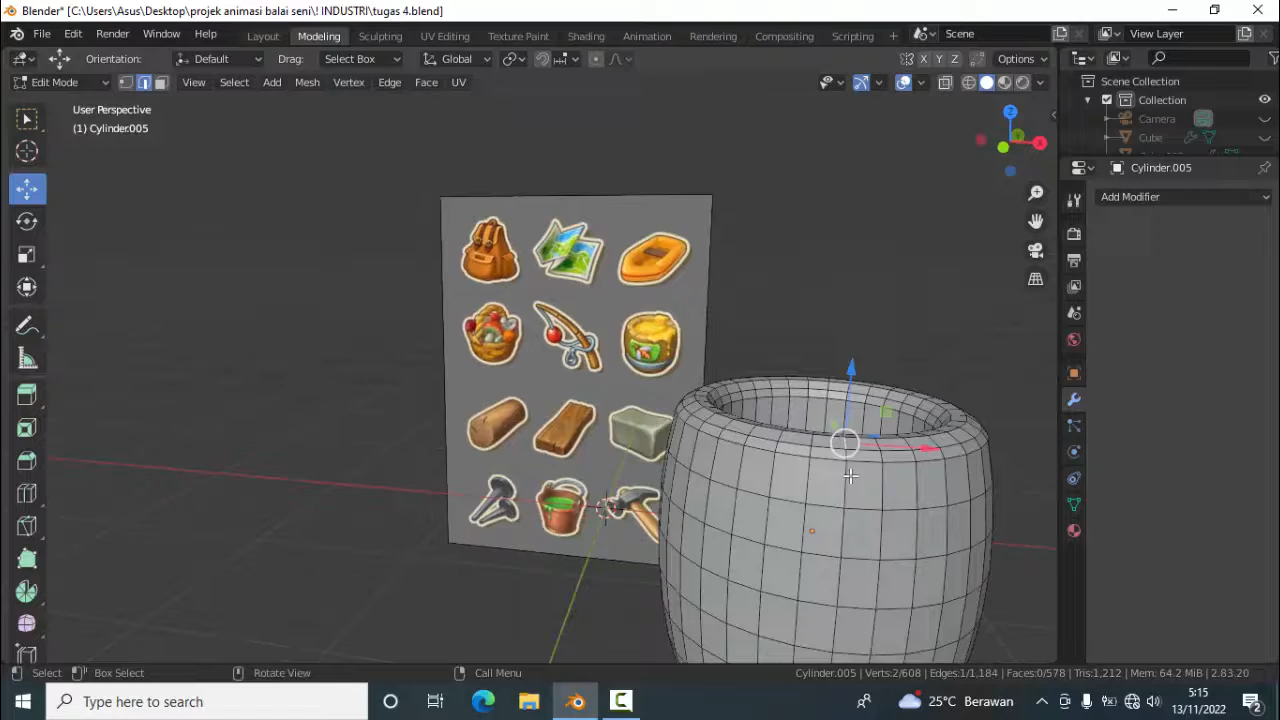 Blender* [C:\Users\Asus\Desktop\projek animasi balai seni\! INDUSTRI\tugas 4.blend]
File Edit Render Window Help Layout Modeling Sculpting UV Editing Texture Paint Shading Animation Rendering Compositing Scripting + Scene View Layer
Orientation: Default Drag: Select Box Global X Y Z Options
Edit Mode View Select Add Mesh Vertex Edge Face UV
User Perspective
(1) Cylinder.005
Z
X
Scene Collection
Collection
Camera
Cube
Cylinder.005
Add Modifier
Select Box Select Rotate View Call Menu Cylinder.005 | Verts:2/608 | Edges:1/1,184 | Faces:0/578 | Tris:1,212 | Mem: 64.2 MiB | 2.83.20
Type here to search 25°C Berawan 5:15
13/11/2022
2